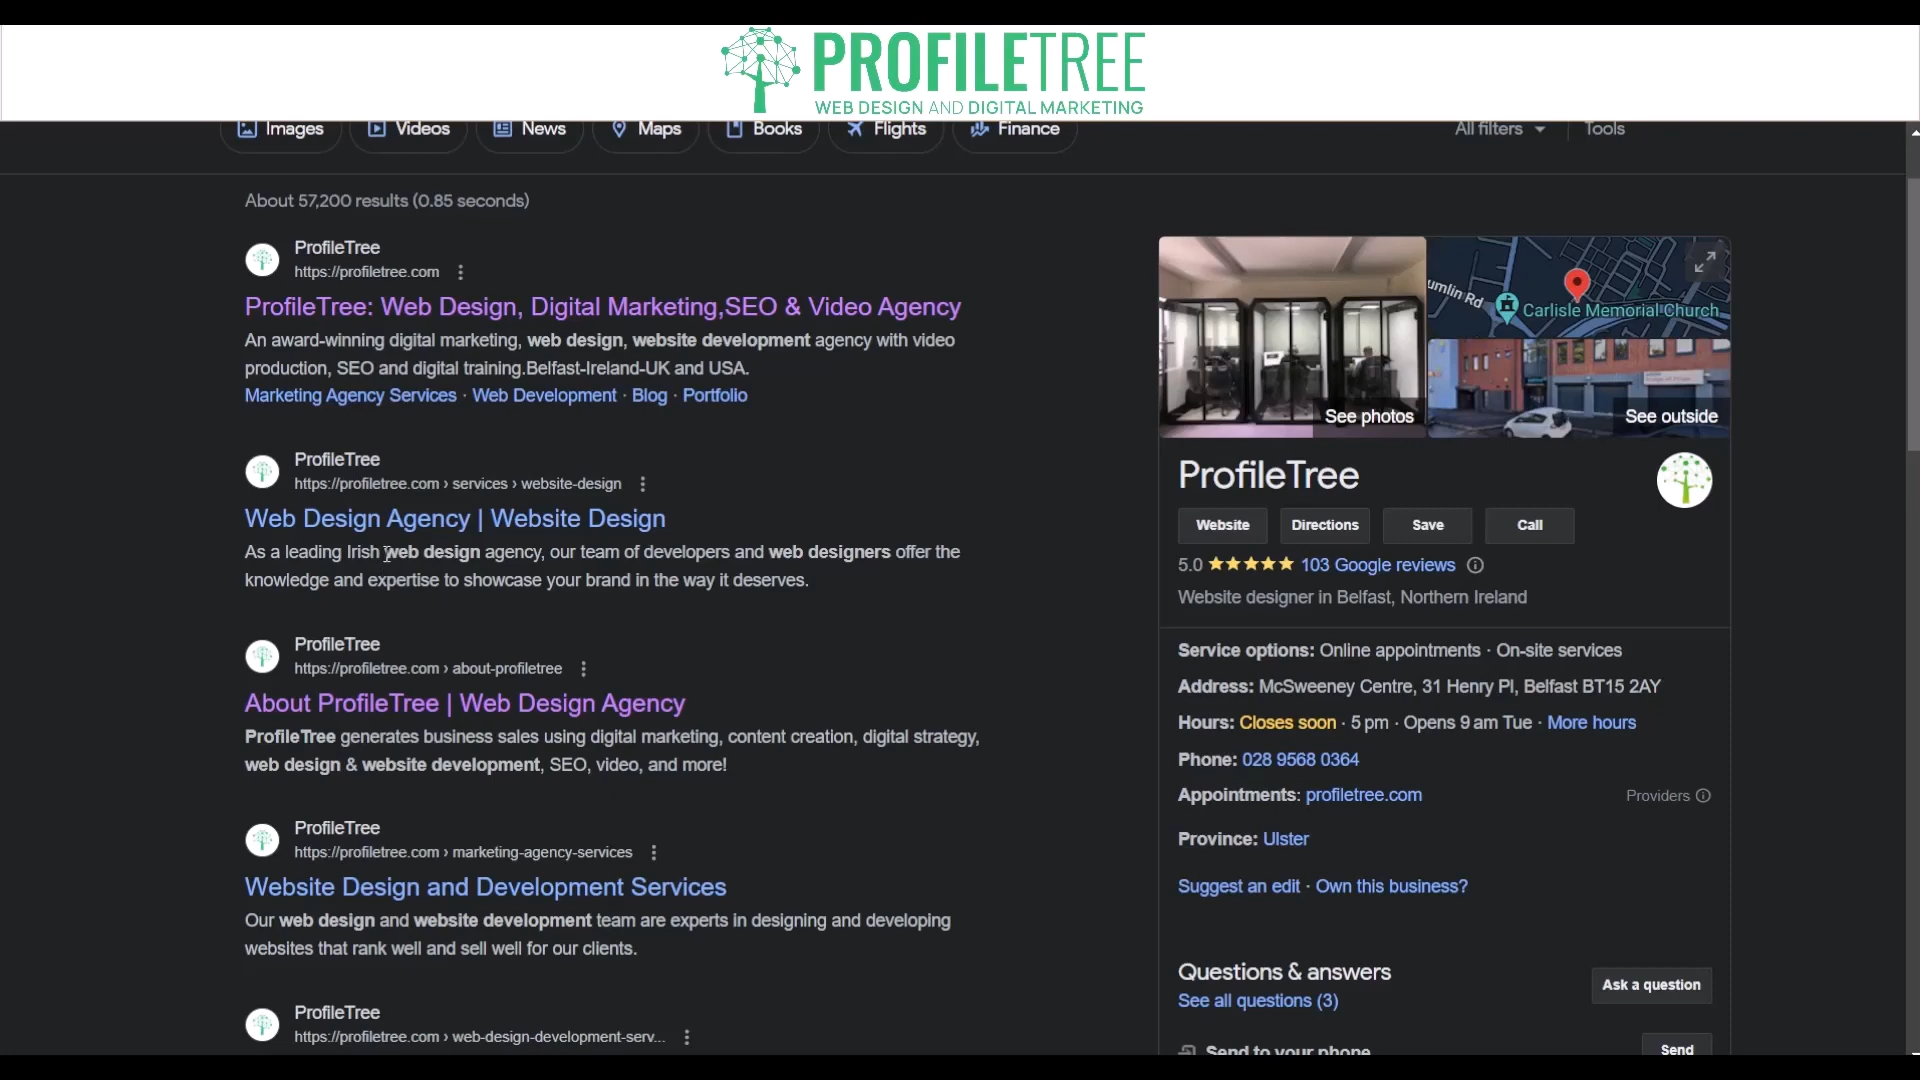 PROFILETREE
WEB DESIGN AND DIGITAL MARKETING
Images Videos News Maps Books Flights Finance All filters Tools
About 57,200 results (0.85 seconds)
ProfileTree
https://profiletree.com
ProfileTree: Web Design, Digital Marketing,SEO & Video Agency
An award-winning digital marketing, web design, website development agency with video
production, SEO and digital training.Belfast-Ireland-UK and USA.
Marketing Agency Services · Web Development · Blog · Portfolio
ProfileTree
https://profiletree.com › services › website-design
Web Design Agency | Website Design
As a leading Irish web design agency, our team of developers and web designers offer the
knowledge and expertise to showcase your brand in the way it deserves.
ProfileTree
https://profiletree.com › about-profiletree
About ProfileTree | Web Design Agency
ProfileTree generates business sales using digital marketing, content creation, digital strategy,
web design & website development, SEO, video, and more!
ProfileTree
https://profiletree.com › marketing-agency-services
Website Design and Development Services
Our web design and website development team are experts in designing and developing
websites that rank well and sell well for our clients.
ProfileTree
https://profiletree.com › web-design-development-serv...
umlin Rd
Carlisle Memorial Church
See photos
See outside
ProfileTree
Website Directions Save Call
5.0 103 Google reviews
Website designer in Belfast, Northern Ireland
Service options: Online appointments · On-site services
Address: McSweeney Centre, 31 Henry Pl, Belfast BT15 2AY
Hours: Closes soon · 5 pm · Opens 9 am Tue · More hours
Phone: 028 9568 0364
Appointments: profiletree.com Providers
Province: Ulster
Suggest an edit · Own this business?
Questions & answers
Ask a question
See all questions (3)
Send to your phone
Send